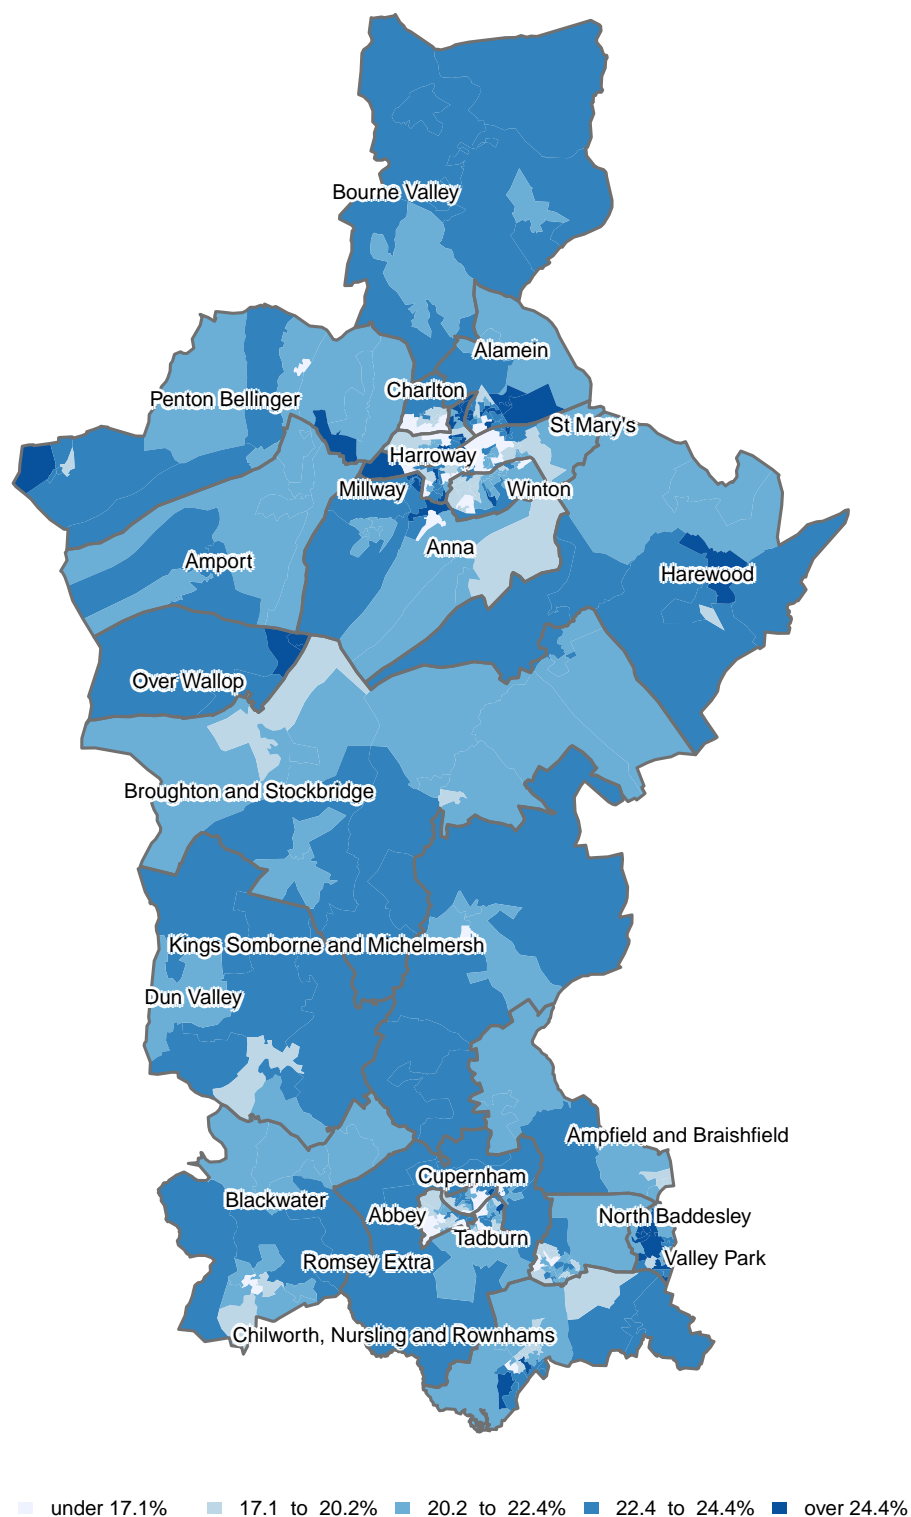 Bourne Valley
Alamein
Charlton
Penton Bellinger
St Mary's
Harroway
Millway
Winton
Anna
Amport
Harewood
Over Wallop
Broughton and Stockbridge
Kings Somborne and Michelmersh
Dun Valley
Ampfield and Braishfield
Cupernham
Blackwater
Abbey
North Baddesley
Tadburn
Valley Park
Romsey Extra
Chilworth, Nursling and Rownhams
under 17.1% 17.1 to 20.2% 20.2 to 22.4% 22.4 to 24.4% over 24.4%